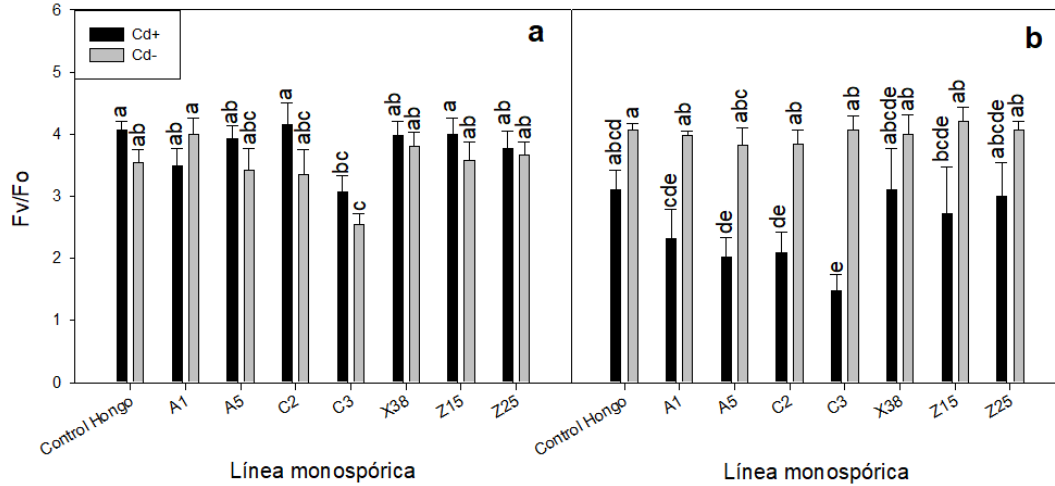 6
5
4
3
2
1
0
Fv/Fo
Cd+
Cd-
a
b
a
ab
ab
a
ab
abc
a
abc
bc
c
ab
ab
a
ab
ab
ab
abcd
a
cde
ab
de
abc
de
ab
e
ab
abcde
ab
bcde
ab
abcde
ab
Control Hongo
A1
A5
C2
C3
X38
Z15
Z25
Control Hongo
A1
A5
C2
C3
X38
Z15
Z25
Línea monospórica
Línea monospórica